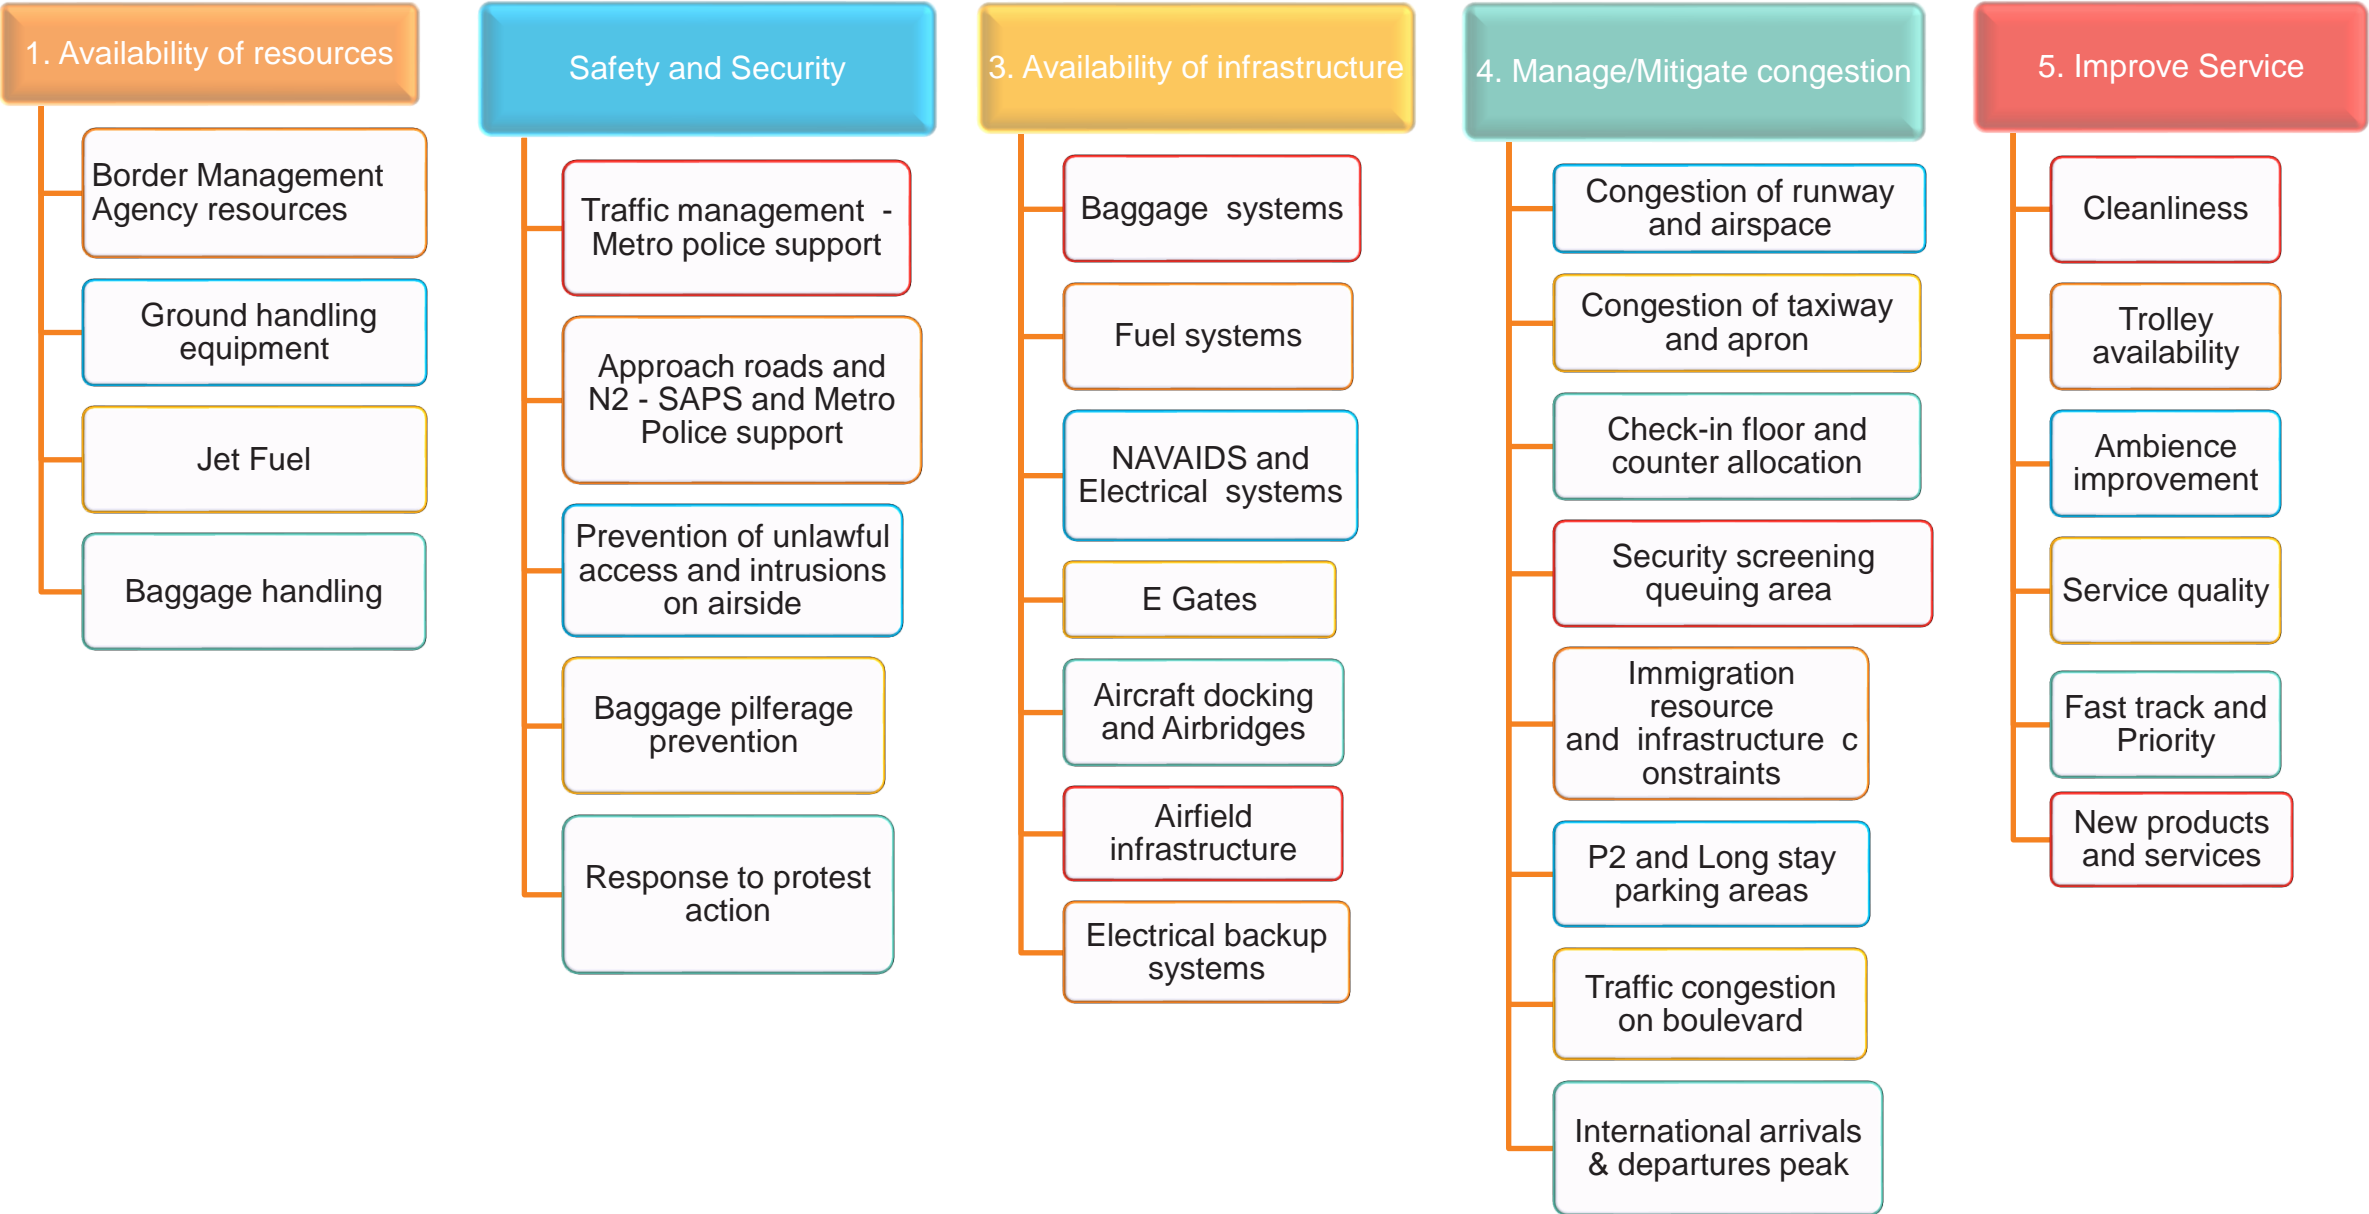 1. Availability of resources
Border Management
Agency resources
Ground handling
equipment
Jet Fuel
Baggage handling
Safety and Security
Traffic management -
Metro police support
Approach roads and
N2 - SAPS and Metro
Police support
Prevention of unlawful
access and intrusions
on airside
Baggage pilferage
prevention
Response to protest
action
3. Availability of infrastructure
Baggage systems
Fuel systems
NAVAIDS and
Electrical systems
E Gates
Aircraft docking
and Airbridges
Airfield
infrastructure
Electrical backup
systems
4. Manage/Mitigate congestion
Congestion of runway
and airspace
Congestion of taxiway
and apron
Check-in floor and
counter allocation
Security screening
queuing area
Immigration
resource
and infrastructure c
onstraints
P2 and Long stay
parking areas
Traffic congestion
on boulevard
International arrivals
& departures peak
5. Improve Service
Cleanliness
Trolley
availability
Ambience
improvement
Service quality
Fast track and
Priority
New products
and services